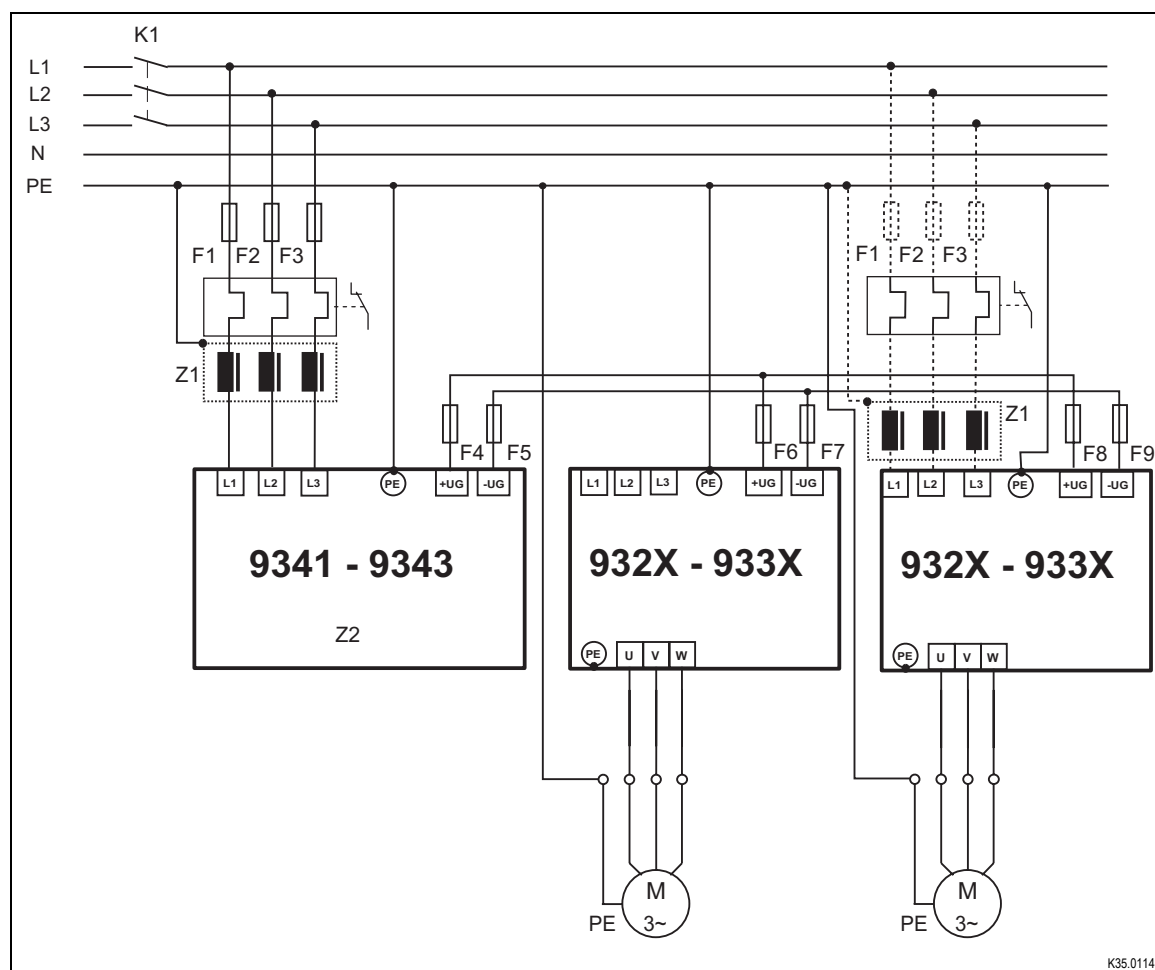 K1
L1
L2
L3
N
PE
F1 F2 F3
F1 F2 F3
Z1
Z1
F4 F5
F6 F7
F8 F9
L1 L2 L3 PE +UG -UG
L1 L2 L3 PE +UG -UG
L1 L2 L3 PE +UG -UG
9341 - 9343
932X - 933X
932X - 933X
Z2
PE U V W
PE U V W
PE
M
3~
PE
M
3~
K35.0114